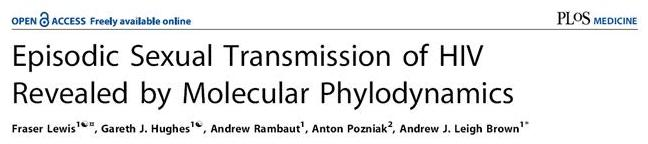 OPEN ACCESS Freely available online PLoS MEDICINE
Episodic Sexual Transmission of HIV
Revealed by Molecular Phylodynamics
Fraser Lewis1☯¤, Gareth J. Hughes1☯, Andrew Rambaut1, Anton Pozniak2, Andrew J. Leigh Brown1*